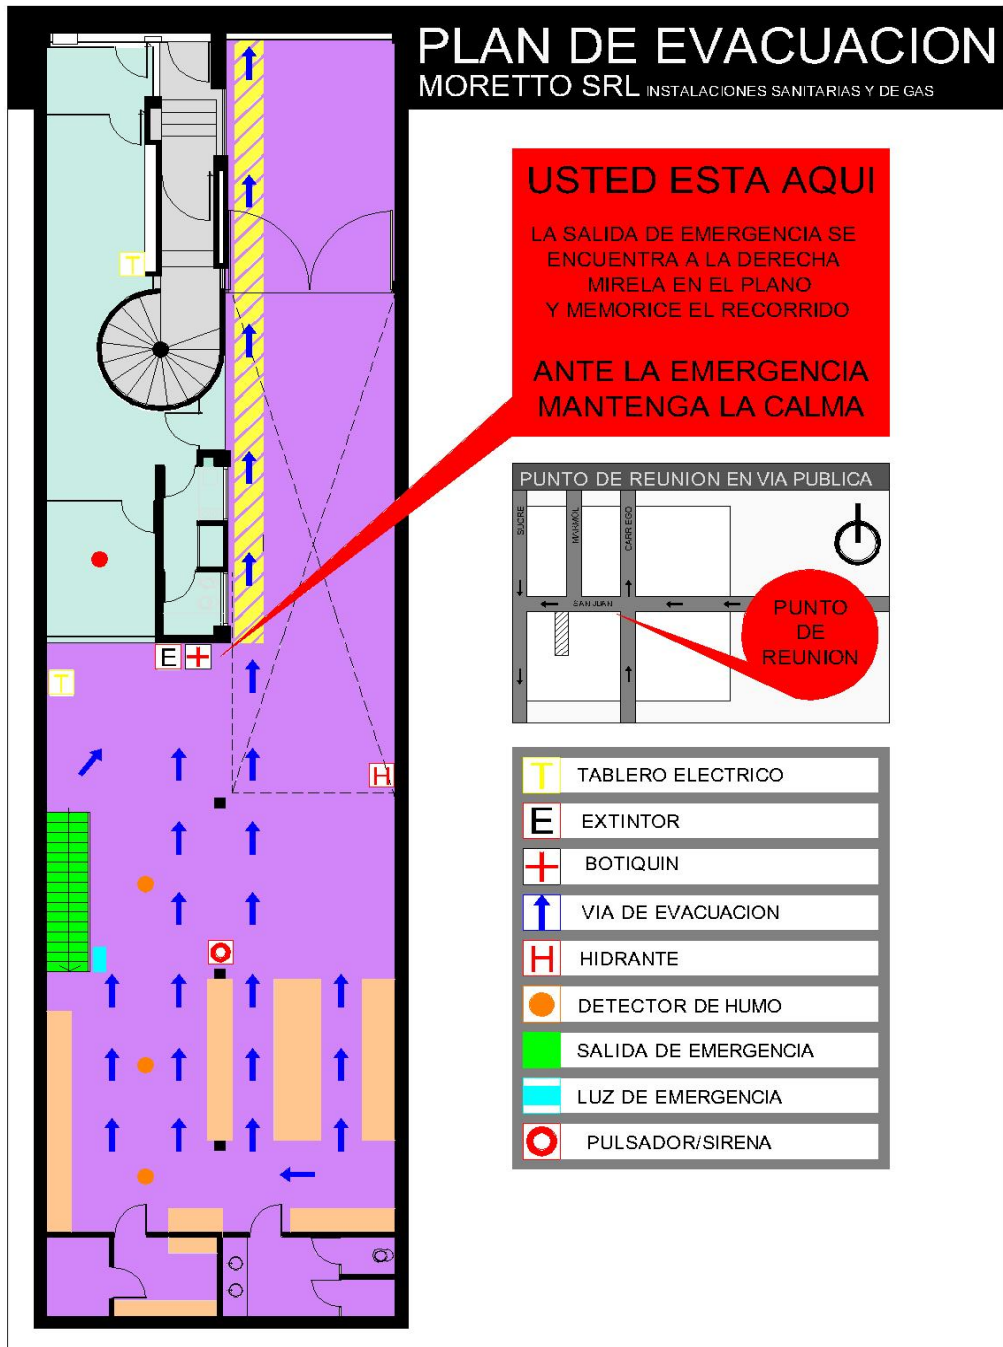 PLAN DE EVACUACION
MORETTO SRL INSTALACIONES SANITARIAS Y DE GAS
USTED ESTA AQUI
LA SALIDA DE EMERGENCIA SE
ENCUENTRA A LA DERECHA
MIRELA EN EL PLANO
Y MEMORICE EL RECORRIDO
ANTE LA EMERGENCIA
MANTENGA LA CALMA
T
E
T
H
PUNTO DE REUNION EN VIA PUBLICA
SUCRE
MARMOL
CARRIEGO
SAN JUAN
PUNTO
DE
REUNION
T TABLERO ELECTRICO
E EXTINTOR
BOTIQUIN
VIA DE EVACUACION
H HIDRANTE
DETECTOR DE HUMO
SALIDA DE EMERGENCIA
LUZ DE EMERGENCIA
PULSADOR/SIRENA